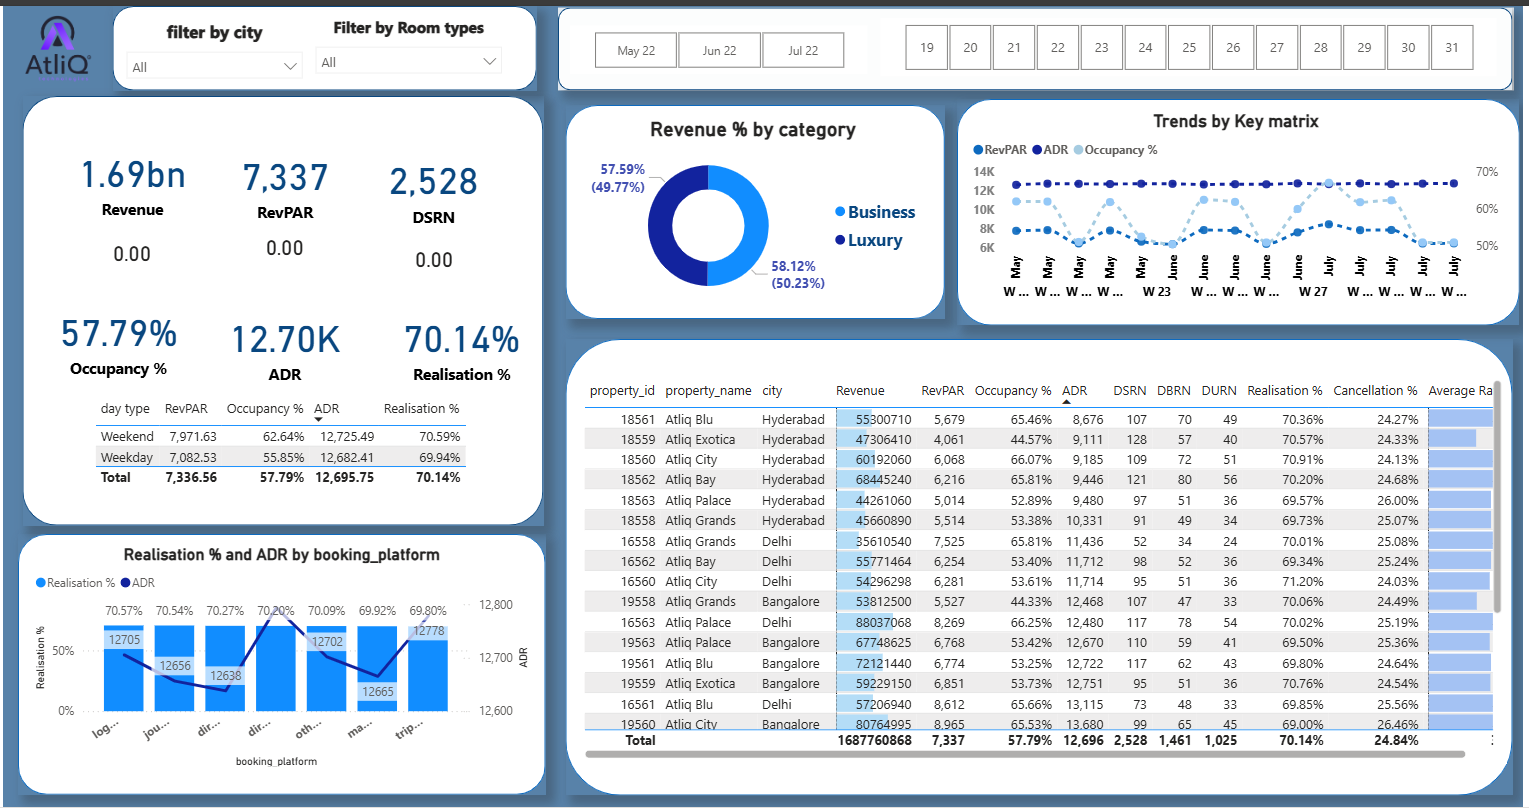 AtliQ
filter by city
All
Filter by Room types
All
May 22 Jun 22 Jul 22
19 20 21 22 23 24 25 26 27 28 29 30 31
1.69bn
Revenue
0.00
7,337
RevPAR
0.00
2,528
DSRN
0.00
57.79%
Occupancy %
12.70K
ADR
70.14%
Realisation %
day type RevPAR Occupancy % ADR Realisation %
Weekend 7,971.63 62.64% 12,725.49 70.59%
Weekday 7,082.53 55.85% 12,682.41 69.94%
Total 7,336.56 57.79% 12,695.75 70.14%
Revenue % by category
57.59%
(49.77%)
58.12%
(50.23%)
Business
Luxury
Trends by Key matrix
RevPAR ADR Occupancy %
14K
12K
10K
8K
6K
70%
60%
50%
May May May May May June June June June June July July July July July
W ... W ... W ... W ... W 23 W ... W ... W ... W 27 W ... W ... W ... W ...
Realisation % and ADR by booking_platform
Realisation % ADR
70.57% 70.54% 70.27% 70.20% 70.09% 69.92% 69.80%
12705 12656 12638 12702 12665 12778
Realisation %
50%
0%
12,800
12,700
12,600
ADR
log... jou... dir... dir... oth... ma... trip...
booking_platform
property_id property_name city Revenue RevPAR Occupancy % ADR DSRN DBRN DURN Realisation % Cancellation % Average Ra
18561 Atliq Blu Hyderabad 55300710 5,679 65.46% 8,676 107 70 49 70.36% 24.27%
18559 Atliq Exotica Hyderabad 47306410 4,061 44.57% 9,111 128 57 40 70.57% 24.33%
18560 Atliq City Hyderabad 60192060 6,068 66.07% 9,185 109 72 51 70.91% 24.13%
18562 Atliq Bay Hyderabad 68445240 6,216 65.81% 9,446 121 80 56 70.20% 24.68%
18563 Atliq Palace Hyderabad 44261060 5,014 52.89% 9,480 97 51 36 69.57% 26.00%
18558 Atliq Grands Hyderabad 45660890 5,514 53.38% 10,331 91 49 34 69.73% 25.07%
16558 Atliq Grands Delhi 35610540 7,525 65.81% 11,436 52 34 24 70.01% 25.08%
16562 Atliq Bay Delhi 55771464 6,254 53.40% 11,712 98 52 36 69.34% 25.24%
16560 Atliq City Delhi 54296298 6,281 53.61% 11,714 95 51 36 71.20% 24.03%
19558 Atliq Grands Bangalore 53812500 5,527 44.33% 12,468 107 47 33 70.06% 24.49%
16563 Atliq Palace Delhi 88037068 8,269 66.25% 12,480 117 78 54 70.02% 25.19%
19563 Atliq Palace Bangalore 67748625 6,768 53.42% 12,670 110 59 41 69.50% 25.36%
19561 Atliq Blu Bangalore 72121440 6,774 53.25% 12,722 117 62 43 69.80% 24.64%
19559 Atliq Exotica Bangalore 59229150 6,851 53.73% 12,751 95 51 36 70.76% 24.54%
16561 Atliq Blu Delhi 57206940 8,612 65.66% 13,115 73 48 33 69.85% 25.56%
19560 Atliq City Bangalore 80764995 8,965 65.53% 13,680 99 65 45 69.00% 26.46%
Total 1687760868 7,337 57.79% 12,696 2,528 1,461 1,025 70.14% 24.84%